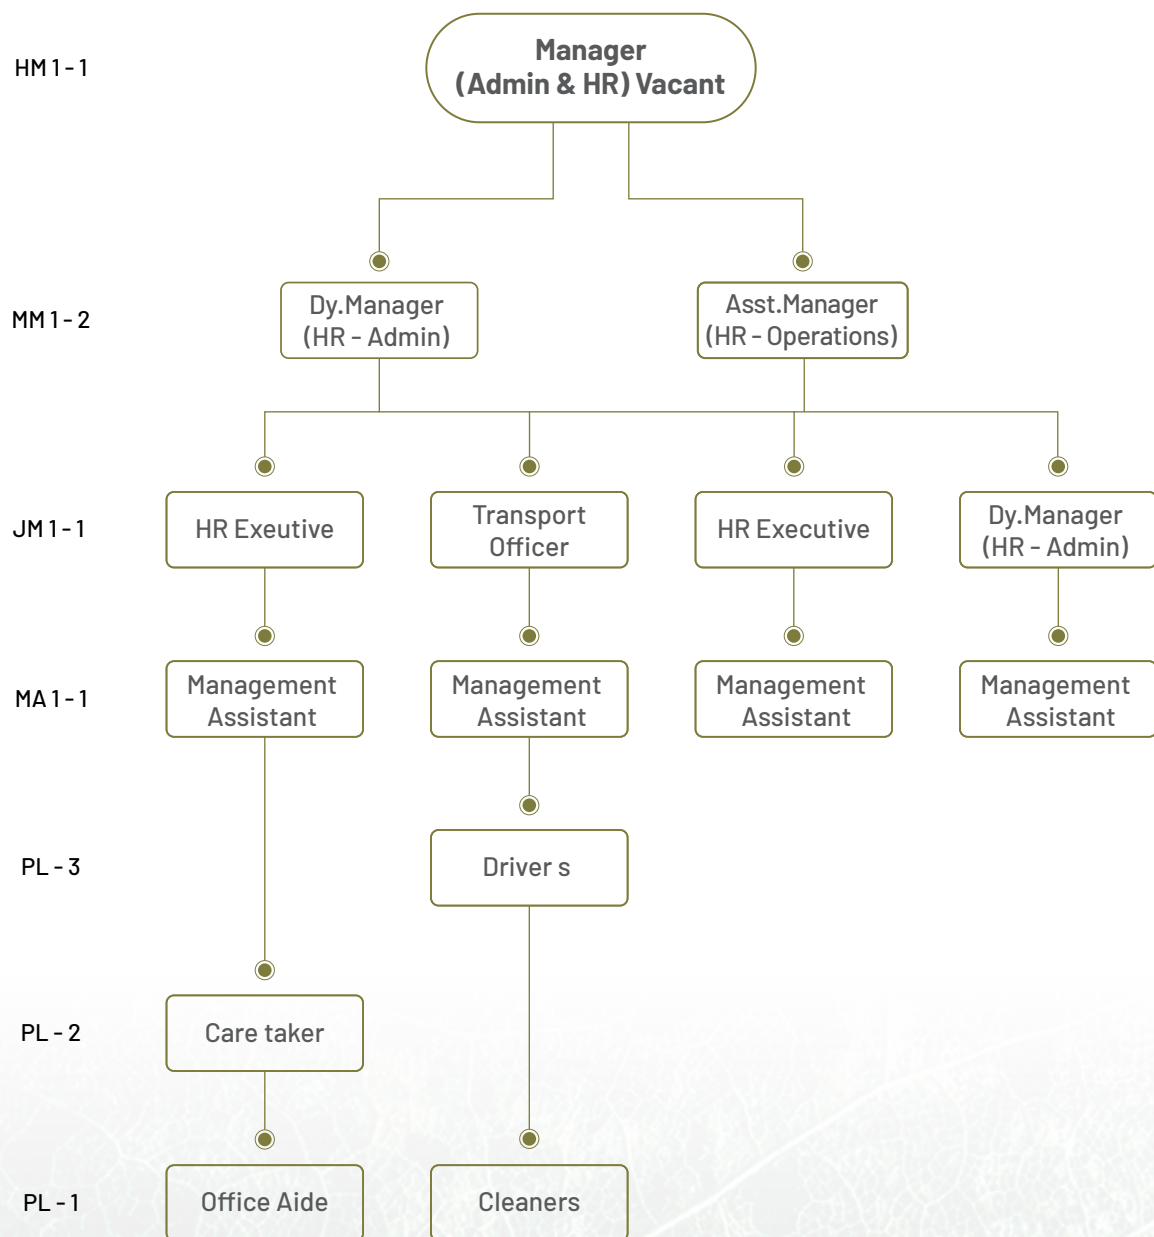 HM 1 - 1
Manager
(Admin & HR) Vacant
MM 1 - 2
Dy.Manager
(HR - Admin)
Asst.Manager
(HR - Operations)
JM 1 - 1
HR Exeutive
Transport
Officer
HR Executive
Dy.Manager
(HR - Admin)
MA 1 - 1
Management
Assistant
Management
Assistant
Management
Assistant
Management
Assistant
PL - 3
Driver s
PL - 2
Care taker
PL - 1
Office Aide
Cleaners